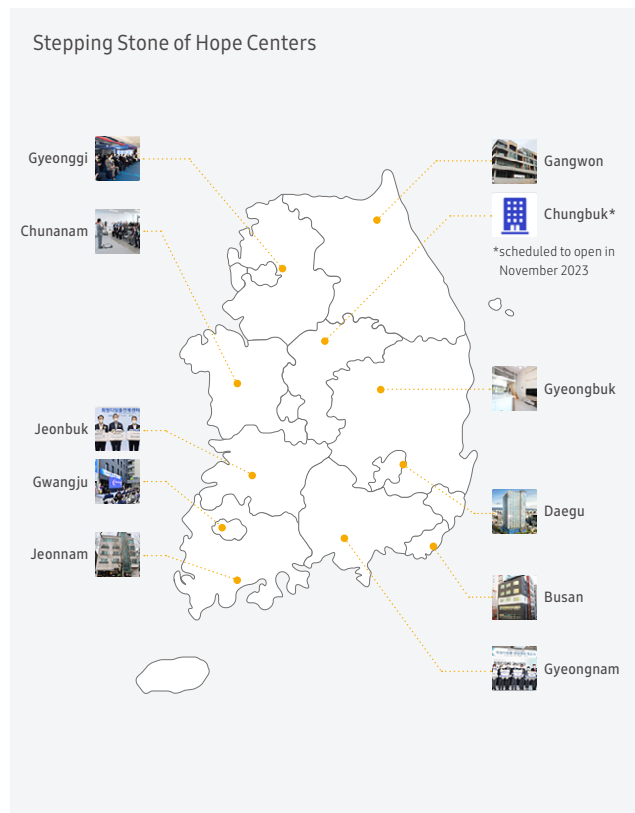 Stepping Stone of Hope Centers
Gyeonggi
Chunanam
Jeonbuk
Gwangju
Jeonnam
Gangwon
Chungbuk*
*scheduled to open in
November 2023
Gyeongbuk
Daegu
Busan
Gyeongnam